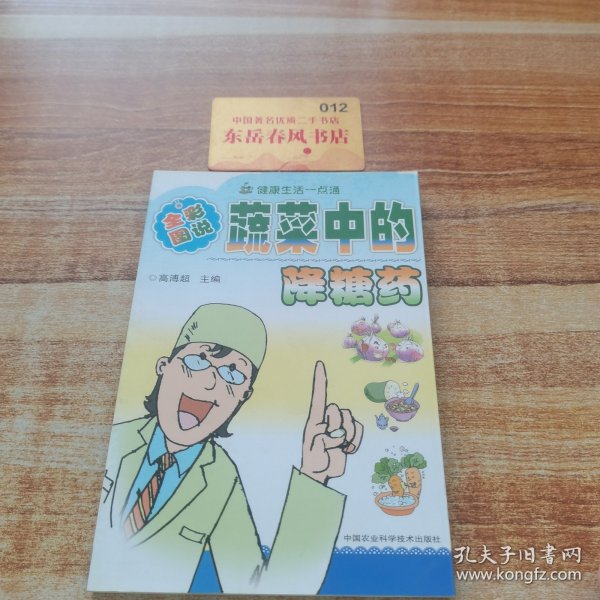 012
中国著名优质二手书店
东岳春风书店
健康生活一点通
全彩
图说
蔬菜中的
降糖药
◎高溥超 主编
中国农业科学技术出版社
孔夫子旧书网
www.kongfz.com